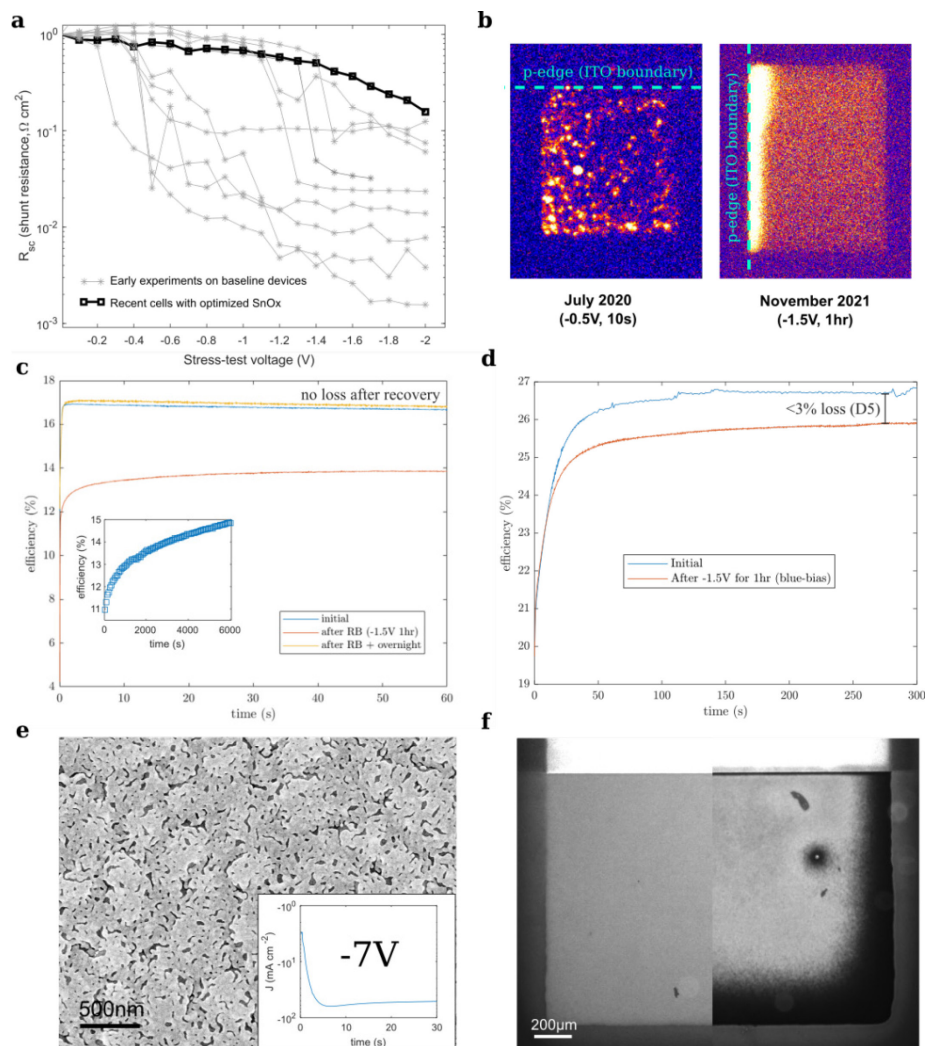 a
10⁰
10⁻¹
10⁻²
10⁻³
R_sc (shunt resistance, Ω cm²)
Early experiments on baseline devices
Recent cells with optimized SnOx
-0.2 -0.4 -0.6 -0.8 -1 -1.2 -1.4 -1.6 -1.8 -2
Stress-test voltage (V)
b
p-edge (ITO boundary)
p-edge (ITO boundary)
July 2020
(-0.5V, 10s)
November 2021
(-1.5V, 1hr)
c
no loss after recovery
18
16
14
12
10
8
6
4
efficiency (%)
15
14
13
12
11
efficiency (%)
0 2000 4000 6000
time (s)
initial
after RB (-1.5V 1hr)
after RB + overnight
0 10 20 30 40 50 60
time (s)
d
27
26
25
24
23
22
21
20
19
efficiency (%)
<3% loss (D5)
Initial
After -1.5V for 1hr (blue-bias)
0 50 100 150 200 250 300
time (s)
e
500nm
-10⁰
-10¹
-10²
J (mA cm⁻²)
-7V
0 10 20 30
time (s)
f
200μm